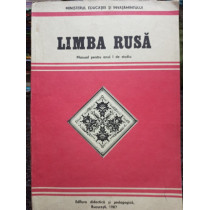 MINISTERUL EDUCAȚIEI ȘI ÎNVĂȚĂMÎNTULUI
LIMBA RUSĂ
Manual pentru anul I de studiu
Editura didactică și pedagogică,
București, 1987